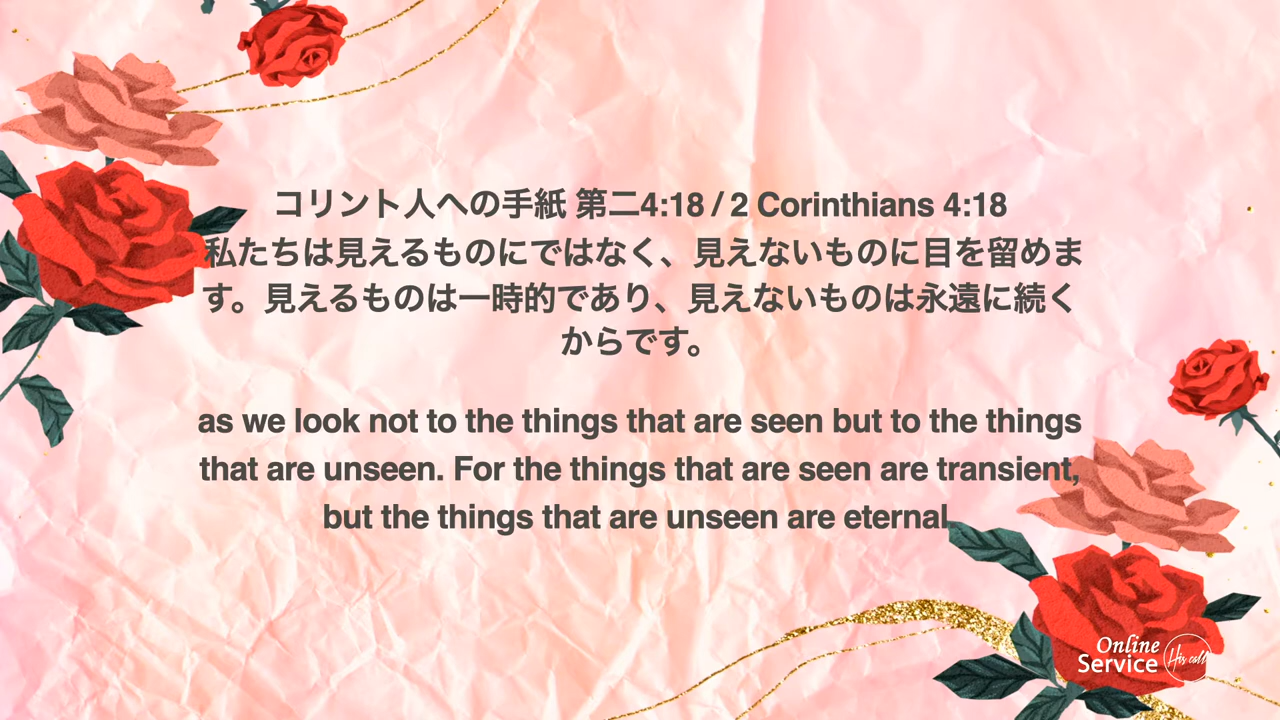 コリント人への手紙 第二4:18 / 2 Corinthians 4:18
私たちは見えるものにではなく、見えないものに目を留めま
す。見えるものは一時的であり、見えないものは永遠に続く
からです。
as we look not to the things that are seen but to the things
that are unseen. For the things that are seen are transient,
but the things that are unseen are eternal
Online
Service
His call